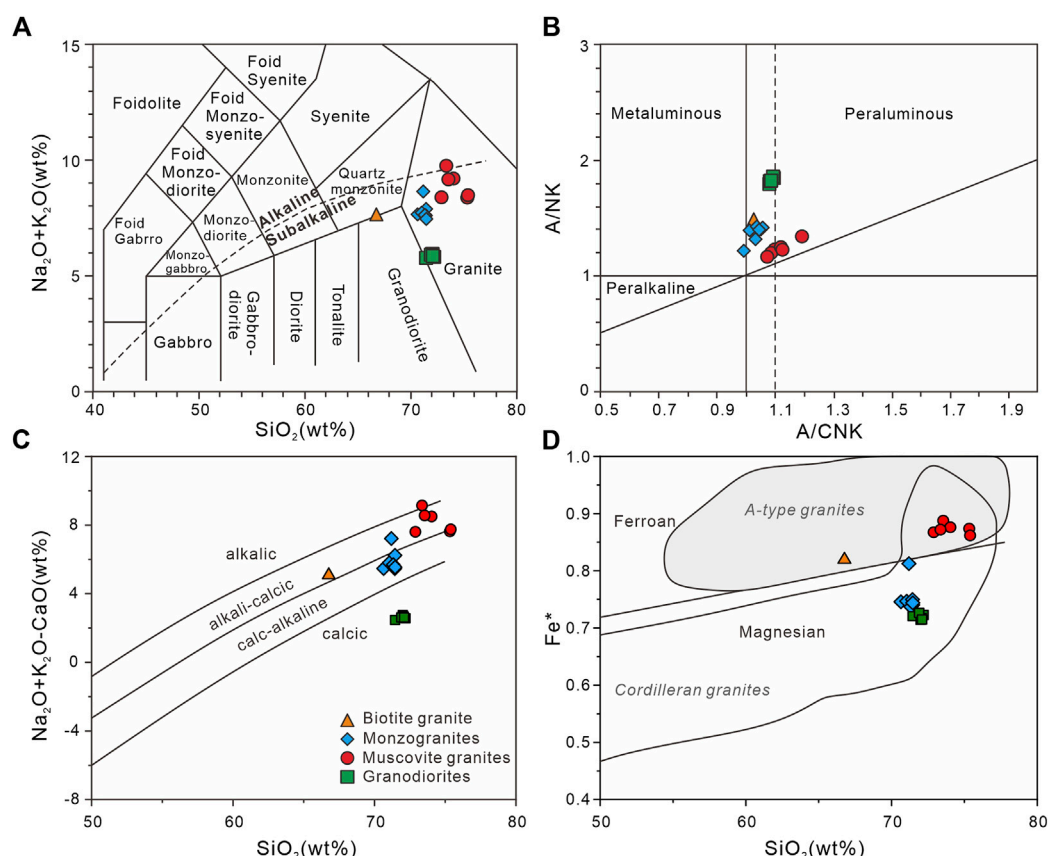 A
15
10
5
0
Na₂O+K₂O(wt%)
Foidolite
Foid
Syenite
Foid
Monzo-
syenite
Syenite
Foid
Monzo-
diorite
Monzonite
Quartz
monzonite
Alkaline
Subalkaline
Foid
Gabbro
Monzo-
diorite
Monzo-
gabbro
Gabbro
Gabbro-
diorite
Diorite
Tonalite
Granodiorite
Granite
40
50
60
70
80
SiO₂(wt%)
B
3
2
1
0
A/NK
Metaluminous
Peraluminous
Peralkaline
0.5
0.7
0.9
1.1
1.3
1.5
1.7
1.9
A/CNK
C
12
8
4
0
-4
-8
Na₂O+K₂O-CaO(wt%)
alkalic
alkali-calcic
calc-alkaline
calcic
Biotite granite
Monzogranites
Muscovite granites
Granodiorites
50
60
70
80
SiO₂(wt%)
D
1.0
0.9
0.8
0.7
0.6
0.5
0.4
Fe*
A-type granites
Ferroan
Magnesian
Cordilleran granites
50
60
70
80
SiO₂(wt%)